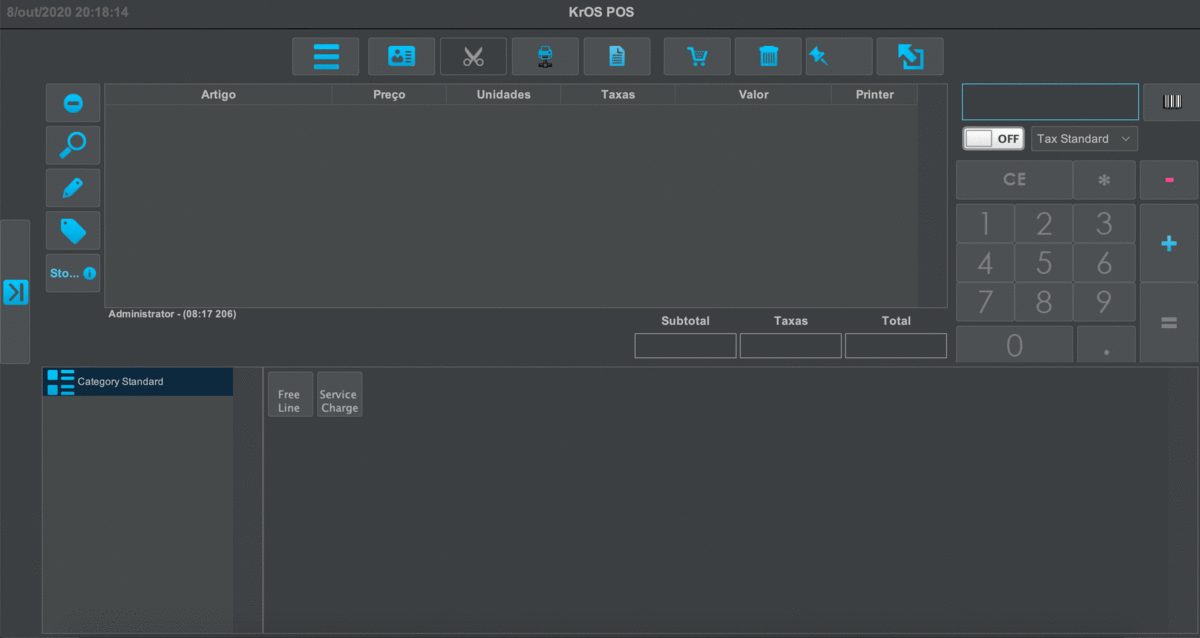 8/out/2020 20:18:14
KrOS POS
Artigo Preço Unidades Taxas Valor Printer
OFF Tax Standard
CE * -
1 2 3
+
4 5 6
Sto...
7 8 9
=
0 .
Administrator - (08:17 206)
Subtotal Taxas Total
Category Standard
Free
Line
Service
Charge